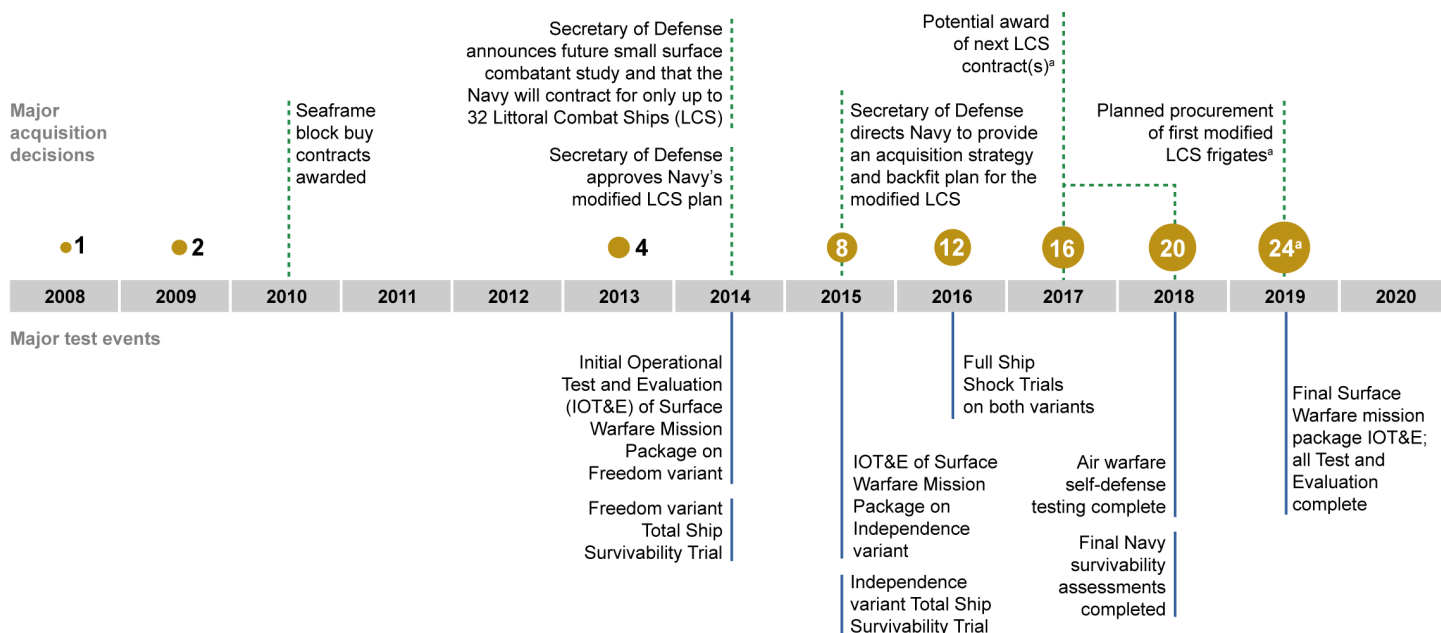 Major
acquisition
decisions
Seaframe
block buy
contracts
awarded
Secretary of Defense
announces future small surface
combatant study and that the
Navy will contract for only up to
32 Littoral Combat Ships (LCS)
Secretary of Defense
approves Navy’s
modified LCS plan
Secretary of Defense
directs Navy to provide
an acquisition strategy
and backfit plan for the
modified LCS
Potential award
of next LCS
contract(s)ᵃ
Planned procurement
of first modified
LCS frigatesᵃ
1
2
4
8
12
16
20
24ᵃ
2008
2009
2010
2011
2012
2013
2014
2015
2016
2017
2018
2019
2020
Major test events
Initial Operational
Test and Evaluation
(IOT&E) of Surface
Warfare Mission
Package on
Freedom variant
Freedom variant
Total Ship
Survivability Trial
IOT&E of Surface
Warfare Mission
Package on
Independence
variant
Independence
variant Total Ship
Survivability Trial
Full Ship
Shock Trials
on both variants
Air warfare
self-defense
testing complete
Final Navy
survivability
assessments
completed
Final Surface
Warfare mission
package IOT&E;
all Test and
Evaluation
complete